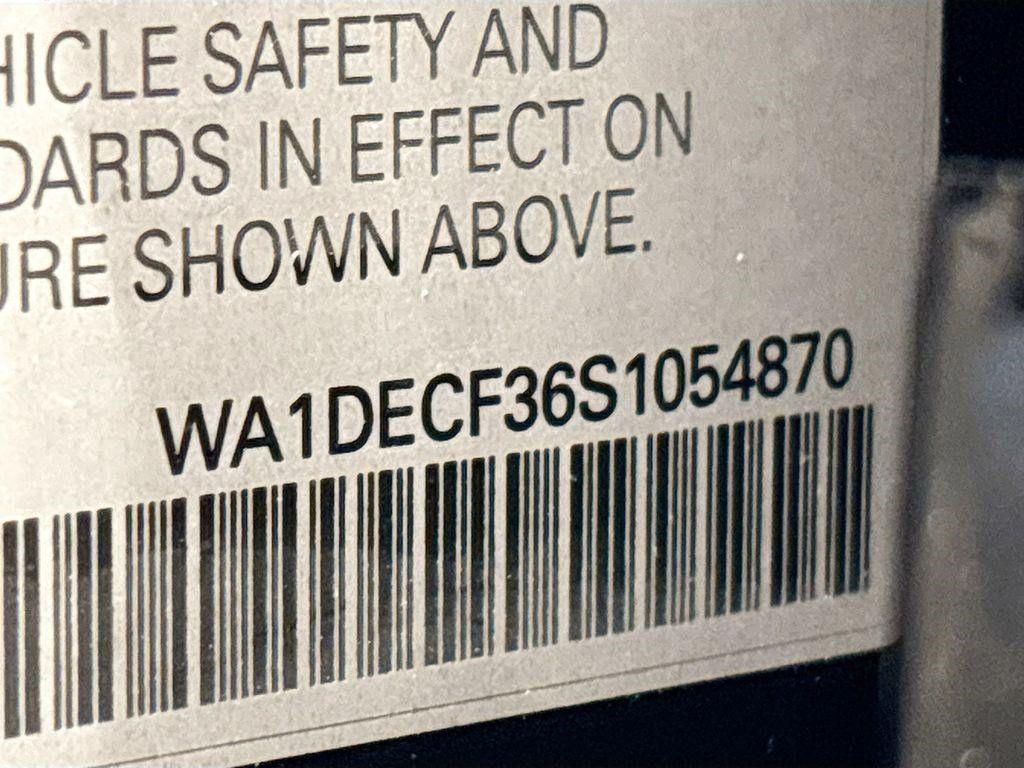 HICLE SAFETY AND
DARDS IN EFFECT ON
URE SHOWN ABOVE.
WA1DECF36S1054870